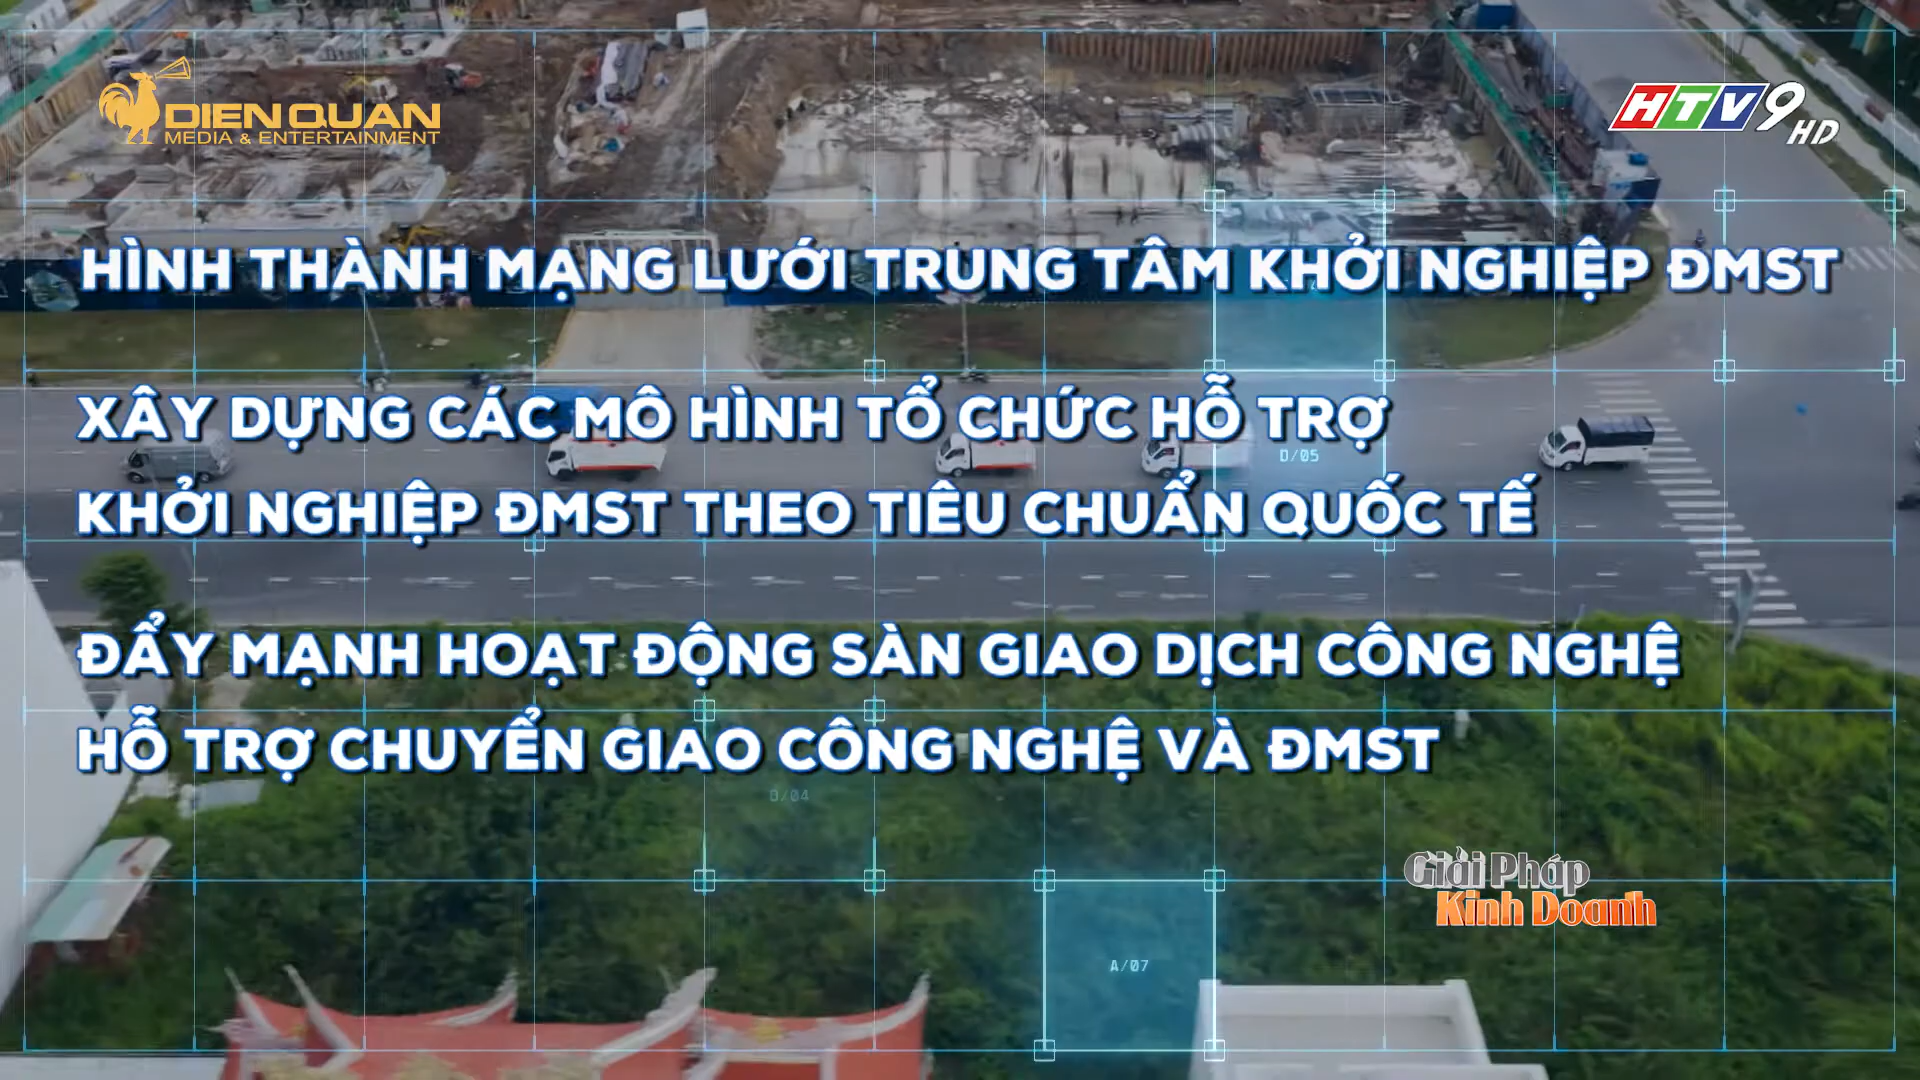 DIENQUAN
MEDIA & ENTERTAINMENT
HTV9
HD
HÌNH THÀNH MẠNG LƯỚI TRUNG TÂM KHỞI NGHIỆP ĐMST
XÂY DỰNG CÁC MÔ HÌNH TỔ CHỨC HỖ TRỢ
D/05
KHỞI NGHIỆP ĐMST THEO TIÊU CHUẨN QUỐC TẾ
ĐẨY MẠNH HOẠT ĐỘNG SÀN GIAO DỊCH CÔNG NGHỆ
HỖ TRỢ CHUYỂN GIAO CÔNG NGHỆ VÀ ĐMST
B/04
Giải Pháp
Kinh Doanh
A/07